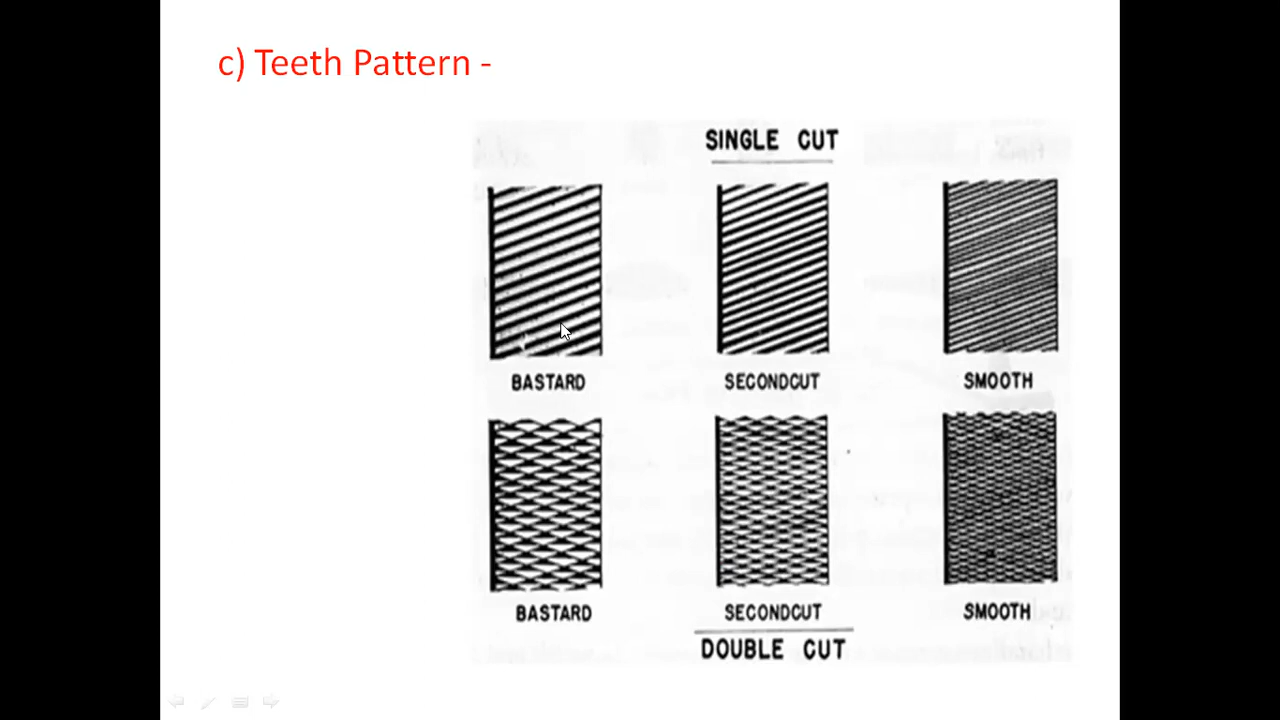 c) Teeth Pattern -
SINGLE CUT
BASTARD SECONDCUT SMOOTH
BASTARD SECONDCUT SMOOTH
DOUBLE CUT